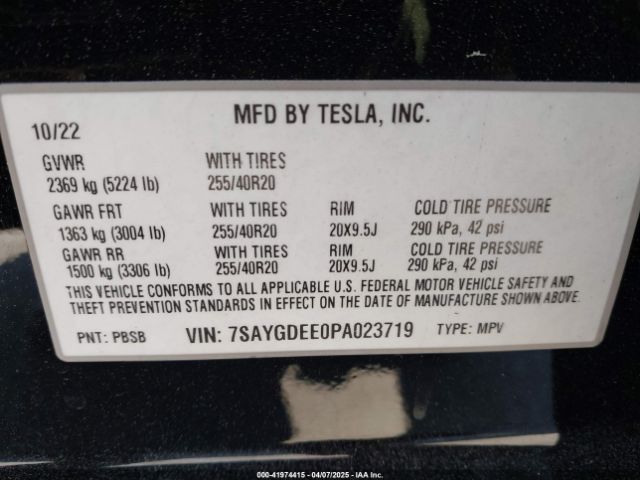 MFD BY TESLA, INC.
10/22
GVWR WITH TIRES
2369 kg (5224 lb) 255/40R20
GAWR FRT WITH TIRES RIM COLD TIRE PRESSURE
1363 kg (3004 lb) 255/40R20 20X9.5J 290 kPa, 42 psi
GAWR RR WITH TIRES RIM COLD TIRE PRESSURE
1500 kg (3306 lb) 255/40R20 20X9.5J 290 kPa, 42 psi
THIS VEHICLE CONFORMS TO ALL APPLICABLE U.S. FEDERAL MOTOR VEHICLE SAFETY AND
THEFT PREVENTION STANDARDS IN EFFECT ON THE DATE OF MANUFACTURE SHOWN ABOVE.
PNT: PBSB VIN: 7SAYGDEE0PA023719 TYPE: MPV
000-41974415 - 04/07/2025 - IAA Inc.